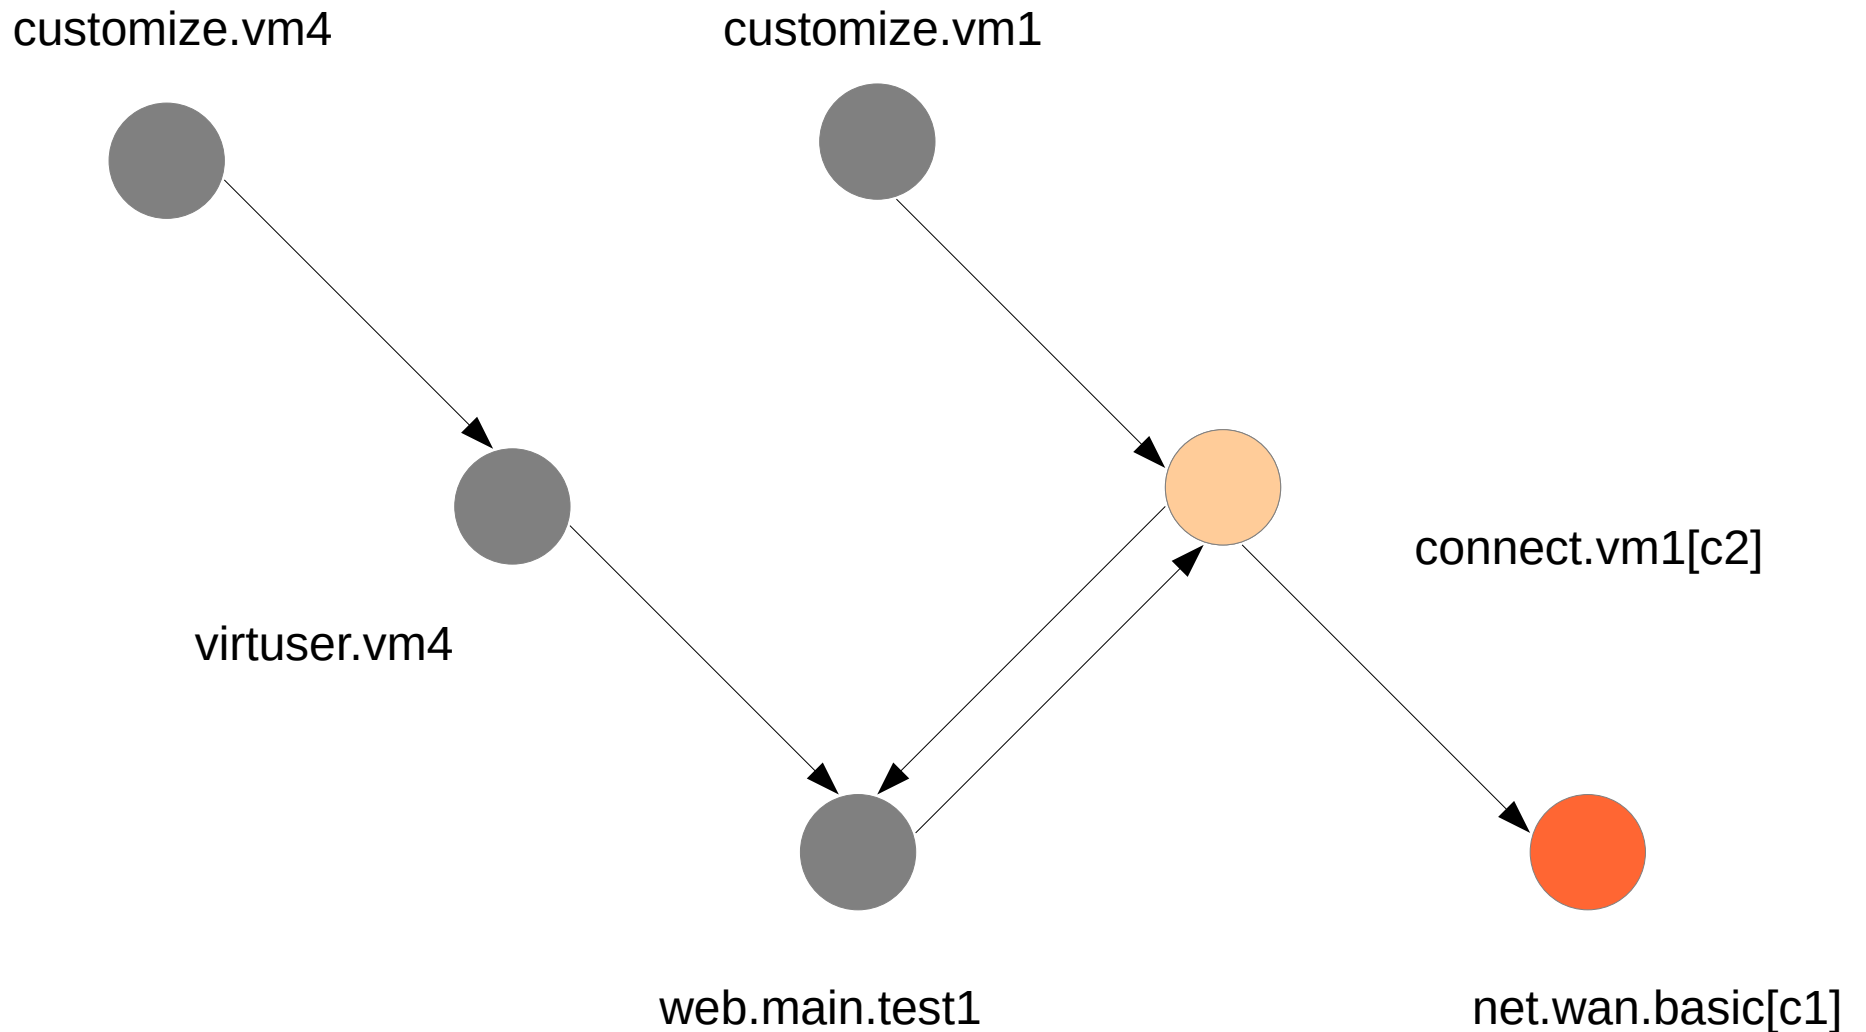 customize.vm4
customize.vm1
connect.vm1[c2]
virtuser.vm4
web.main.test1
net.wan.basic[c1]